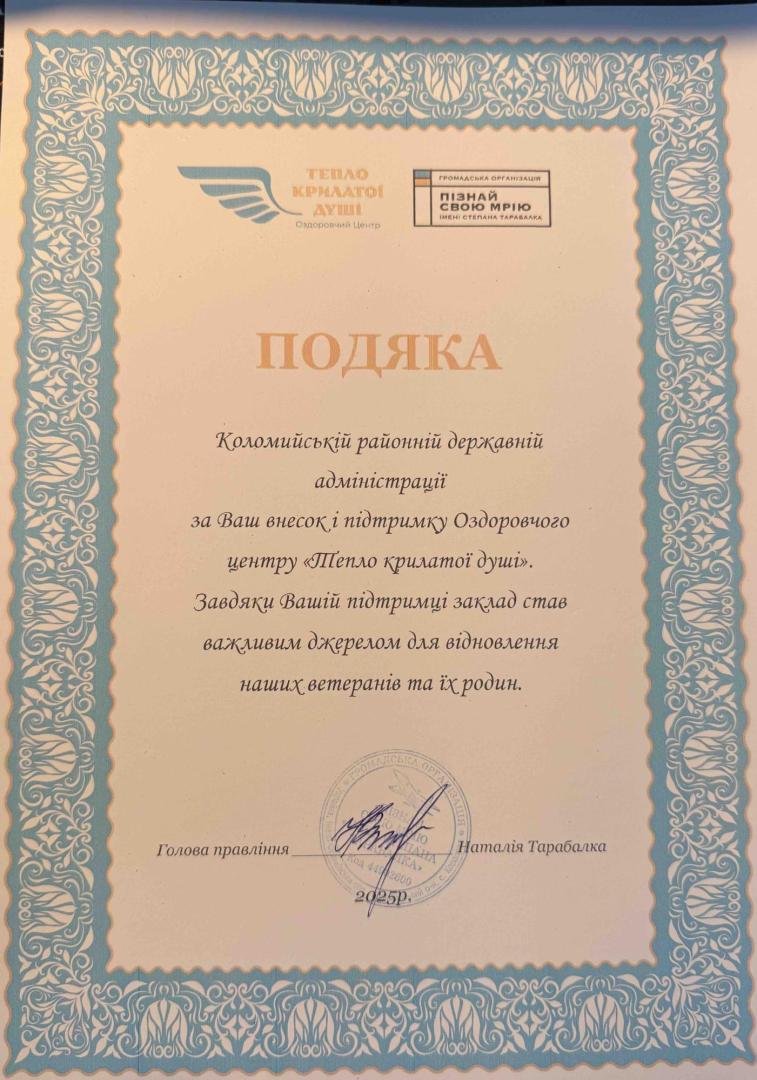 ТЕПЛО
КРИЛАТОЇ
ДУШІ
Оздоровчий Центр
ГРОМАДСЬКА ОРГАНІЗАЦІЯ
ПІЗНАЙ
СВОЮ МРІЮ
ІМЕНІ СТЕПАНА ТАРАБАЛКА
ПОДЯКА
Коломийській районній державній
адміністрації
за Ваш внесок і підтримку Оздоровчого
центру «Тепло крилатої душі».
Завдяки Вашій підтримці заклад став
важливим джерелом для відновлення
наших ветеранів та їх родин.
ГРОМАДСЬКА ОРГАНІЗАЦІЯ
Голова правління Наталія Тарабалка
2025р.